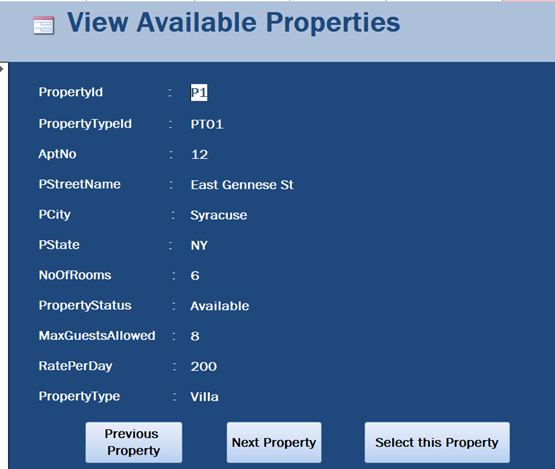 View Available Properties
PropertyId : P1
PropertyTypeId : PT01
AptNo : 12
PStreetName : East Gennese St
PCity : Syracuse
PState : NY
NoOfRooms : 6
PropertyStatus : Available
MaxGuestsAllowed : 8
RatePerDay : 200
PropertyType : Villa
Previous
Property
Next Property
Select this Property